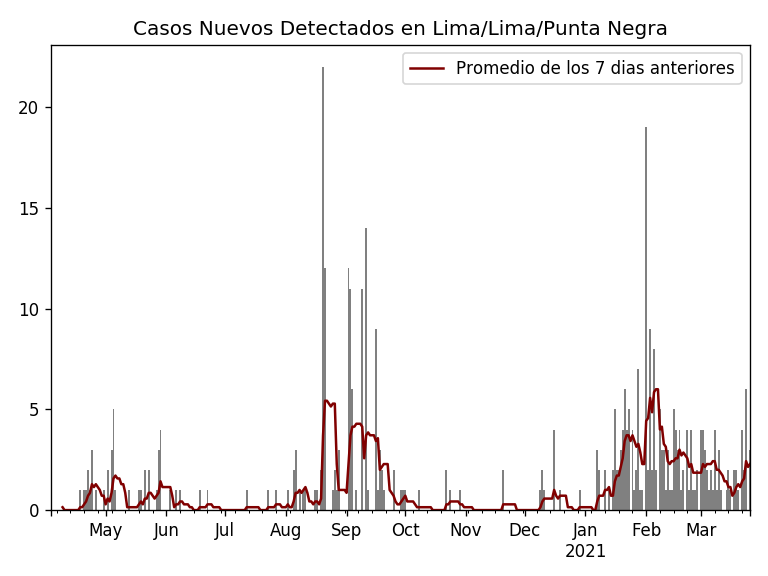 Casos Nuevos Detectados en Lima/Lima/Punta Negra
Promedio de los 7 dias anteriores
20
15
10
5
0
May Jun Jul Aug Sep Oct Nov Dec Jan Feb Mar
2021